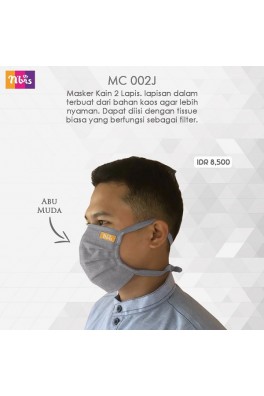 Nibras
MC 002J
Masker Kain 2 Lapis. lapisan dalam
terbuat dari bahan kaos agar lebih
nyaman. Dapat diisi dengan tissue
biasa yang berfungsi sebagai filter.
IDR 8,500
ABU
MUDA